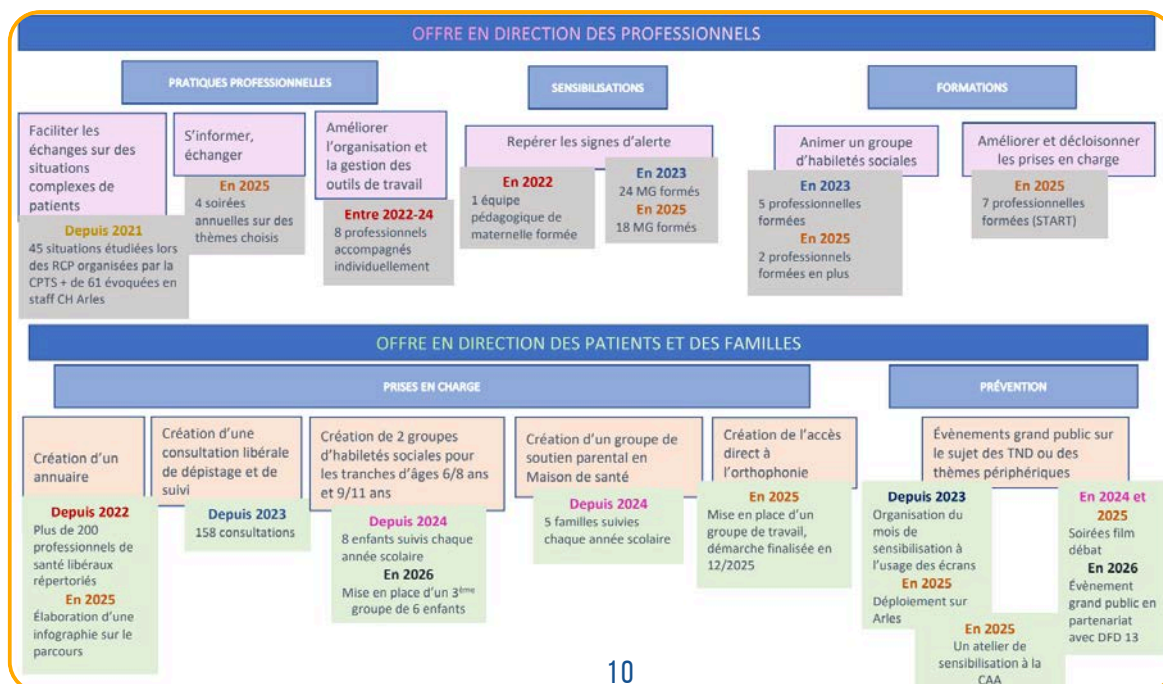 OFFRE EN DIRECTION DES PROFESSIONNELS
PRATIQUES PROFESSIONNELLES
Faciliter les
échanges sur des
situations
complexes de
patients
Depuis 2021
45 situations étudiées lors
des RCP organisées par la
CPTS + de 61 évoquées en
staff CH Arles
S'informer,
échanger
En 2025
4 soirées
annuelles sur des
thèmes choisis
Améliorer
l'organisation et
la gestion des
outils de travail
Entre 2022-24
8 professionnels
accompagnés
individuellement
SENSIBILISATIONS
Repérer les signes d'alerte
En 2022
1 équipe
pédagogique de
maternelle formée
En 2023
24 MG formés
En 2025
18 MG formés
FORMATIONS
Animer un groupe
d'habiletés sociales
En 2023
5 professionnelles
formées
En 2025
2 professionnels
formées en plus
Améliorer et décloisonner
les prises en charge
En 2025
7 professionnelles
formées (START)
OFFRE EN DIRECTION DES PATIENTS ET DES FAMILLES
PRISES EN CHARGE
Création d'un
annuaire
Depuis 2022
Plus de 200
professionnels de
santé libéraux
répertoriés
En 2025
Élaboration d'une
infographie sur le
parcours
Création d'une
consultation libérale
de dépistage et de
suivi
Depuis 2023
158 consultations
Création de 2 groupes
d'habiletés sociales pour
les tranches d'âges 6/8 ans
et 9/11 ans
Depuis 2024
8 enfants suivis chaque
année scolaire
En 2026
Mise en place d'un 3ème
groupe de 6 enfants
Création d'un groupe de
soutien parental en
Maison de santé
Depuis 2024
5 familles suivies
chaque année scolaire
Création de l'accès
direct à
l'orthophonie
En 2025
Mise en place d'un
groupe de travail,
démarche finalisée en
12/2025
PRÉVENTION
Évènements grand public sur
le sujet des TND ou des
thèmes périphériques
Depuis 2023
Organisation du
mois de
sensibilisation à
l'usage des écrans
En 2025
Déploiement sur
Arles
En 2025
Un atelier de
sensibilisation à la
CAA
En 2024 et
2025
Soirées film
débat
En 2026
Évènement
grand public en
partenariat
avec DFD 13
10